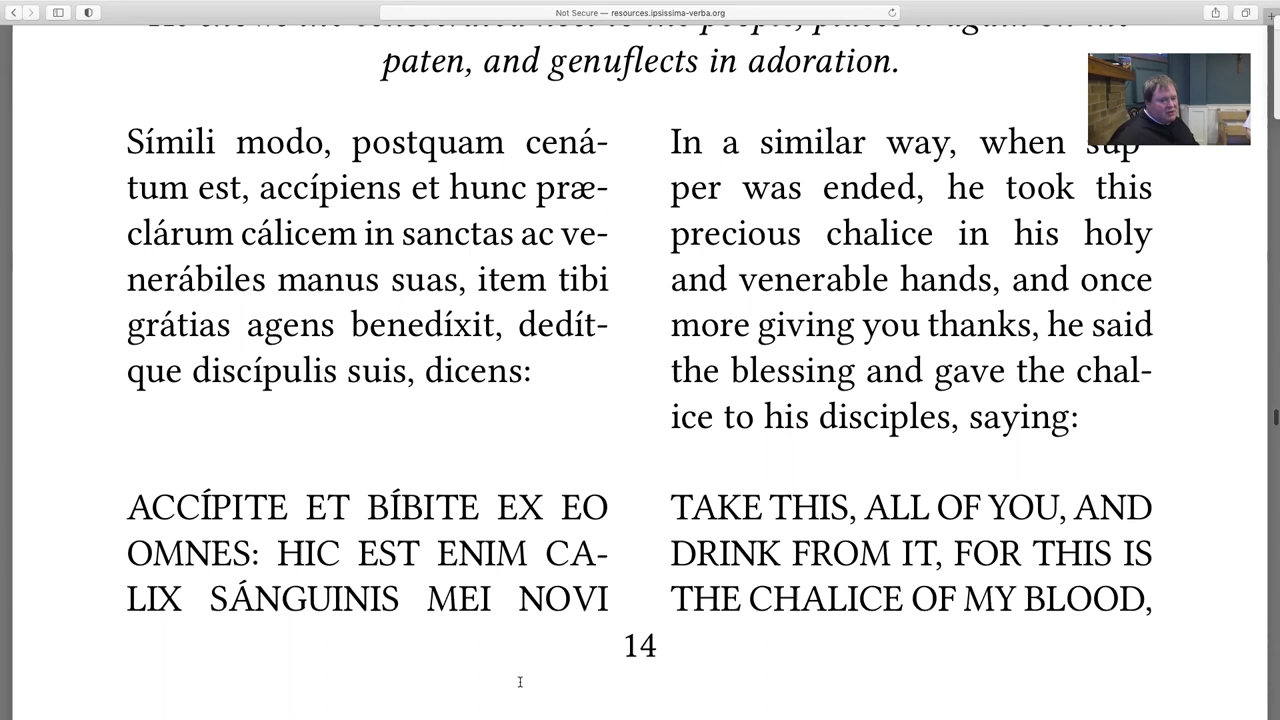 Not Secure — resources.ipsissima-verba.org
paten, and genuflects in adoration.
Símili modo, postquam cená-
tum est, accípiens et hunc præ-
clárum cálicem in sanctas ac ve-
nerábiles manus suas, item tibi
grátias agens benedíxit, dedít-
que discípulis suis, dicens:
ACCÍPITE ET BÍBITE EX EO
OMNES: HIC EST ENIM CA-
LIX SÁNGUINIS MEI NOVI
In a similar way, when sup
per was ended, he took this
precious chalice in his holy
and venerable hands, and once
more giving you thanks, he said
the blessing and gave the chal-
ice to his disciples, saying:
TAKE THIS, ALL OF YOU, AND
DRINK FROM IT, FOR THIS IS
THE CHALICE OF MY BLOOD,
14